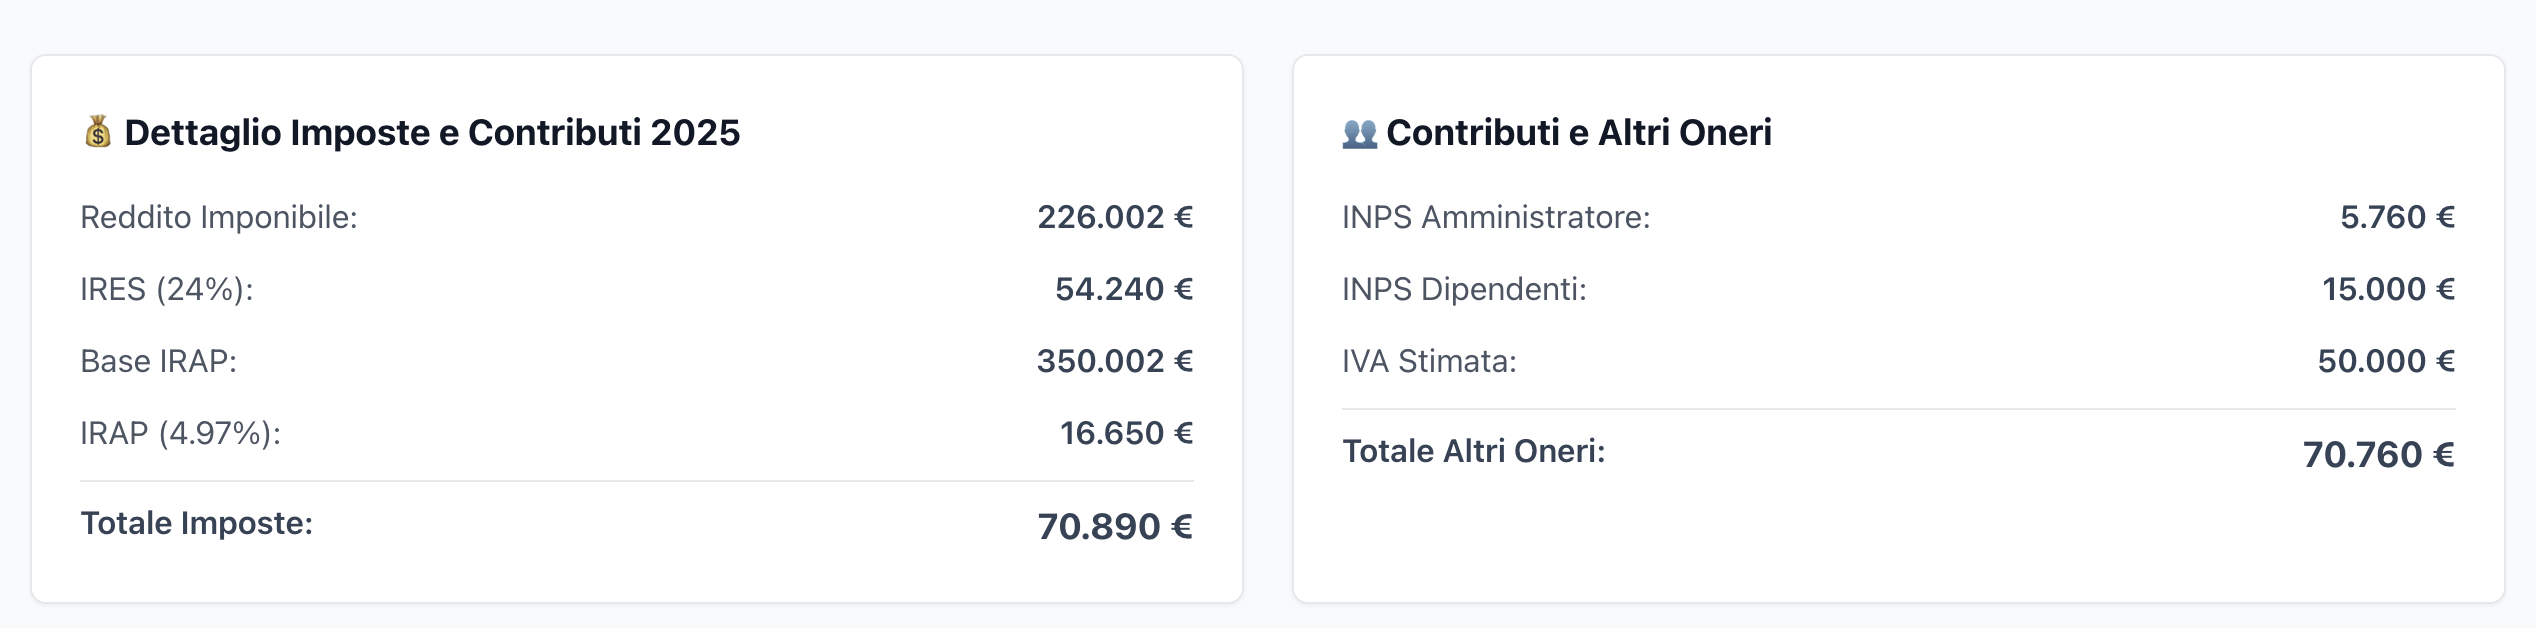 💰 Dettaglio Imposte e Contributi 2025
Reddito Imponibile: 226.002 €
IRES (24%): 54.240 €
Base IRAP: 350.002 €
IRAP (4.97%): 16.650 €
Totale Imposte: 70.890 €
👥 Contributi e Altri Oneri
INPS Amministratore: 5.760 €
INPS Dipendenti: 15.000 €
IVA Stimata: 50.000 €
Totale Altri Oneri: 70.760 €